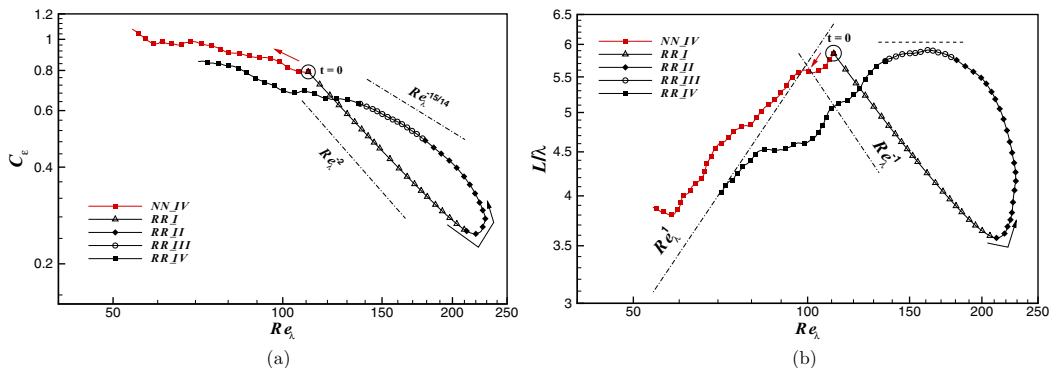 1.2
1
0.8
0.6
0.4
0.2
C_ε
t = 0
Re_λ^-15/14
Re_λ^-2
NN_IV
RR_I
RR_II
RR_III
RR_IV
50 100 150 200 250
Re_λ
(a)
6.5
6
5.5
5
4.5
4
3.5
3
L/λ
NN_IV
RR_I
RR_II
RR_III
RR_IV
t = 0
Re_λ^-1
Re_λ^1
50 100 150 200 250
Re_λ
(b)